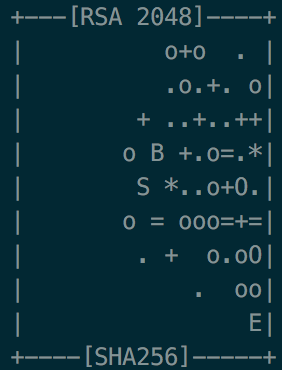 +---[RSA 2048]----+
|          o+o  . |
|          .o.+. o|
|        + ..+..++|
|       o B +.o=.*|
|        S *..o+O.|
|       o = ooo=+=|
|        . +  o.oO|
|            .  oo|
|                E|
+----[SHA256]-----+